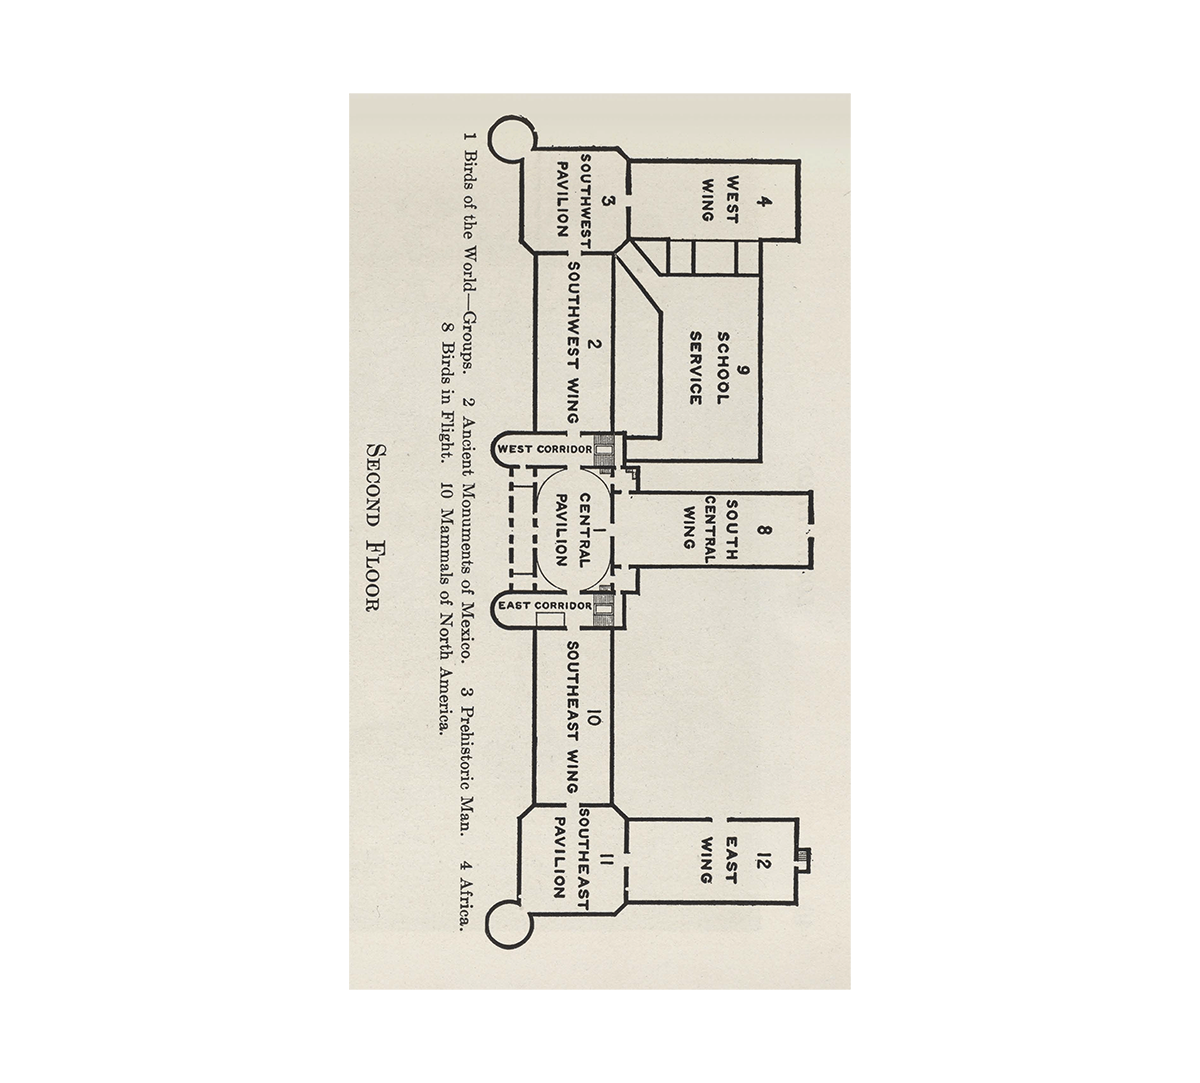 4
WEST
WING
8
SOUTH
CENTRAL
WING
12
EAST
WING
9
SCHOOL
SERVICE
3
SOUTHWEST
PAVILION
2
SOUTHWEST WING
WEST CORRIDOR
1
CENTRAL
PAVILION
EAST CORRIDOR
10
SOUTHEAST WING
11
SOUTHEAST
PAVILION
1 Birds of the World—Groups. 2 Ancient Monuments of Mexico. 3 Prehistoric Man. 4 Africa.
8 Birds in Flight. 10 Mammals of North America.
SECOND FLOOR